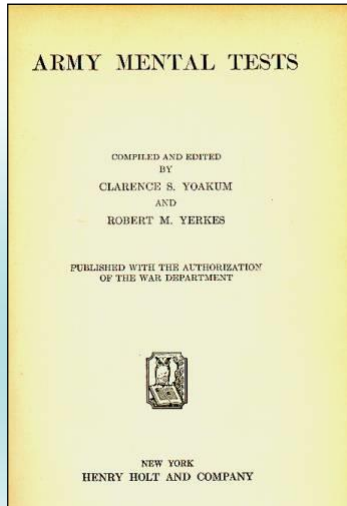 ARMY MENTAL TESTS
COMPILED AND EDITED
BY
CLARENCE S. YOAKUM
AND
ROBERT M. YERKES
PUBLISHED WITH THE AUTHORIZATION
OF THE WAR DEPARTMENT
NEW YORK
HENRY HOLT AND COMPANY